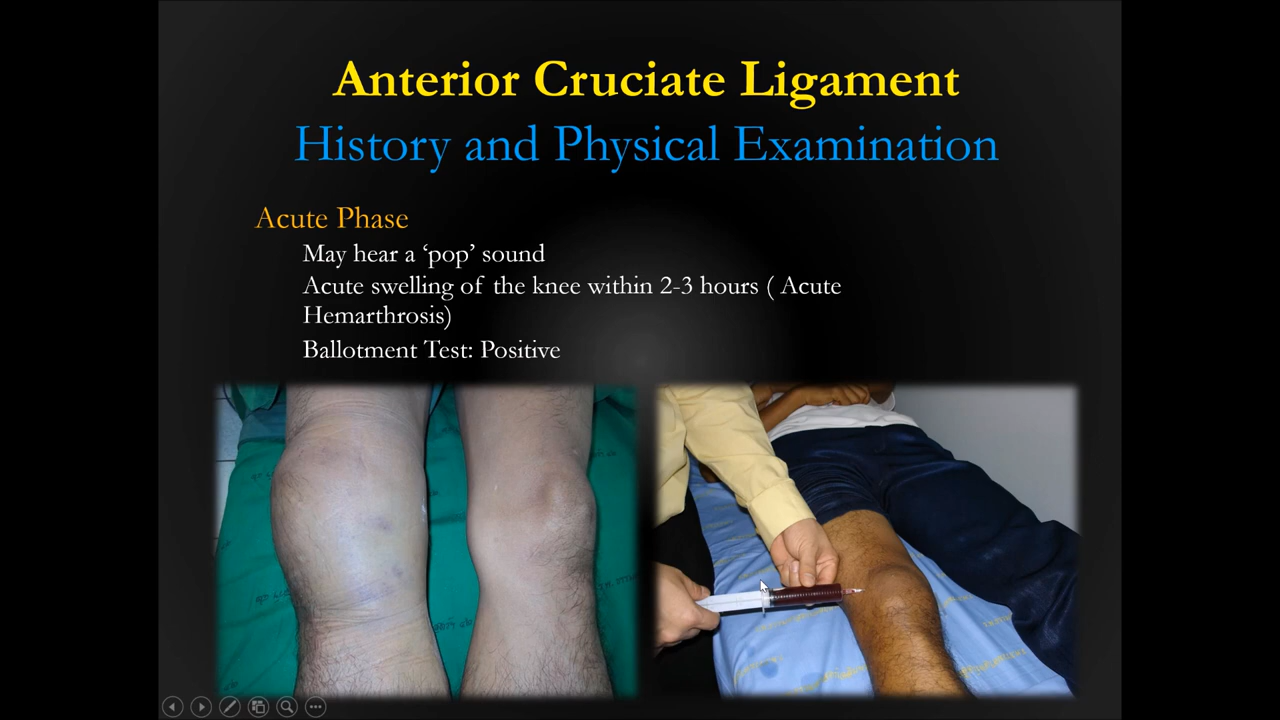 Anterior Cruciate Ligament
History and Physical Examination
Acute Phase
May hear a ‘pop’ sound
Acute swelling of the knee within 2-3 hours ( Acute
Hemarthrosis)
Ballotment Test: Positive